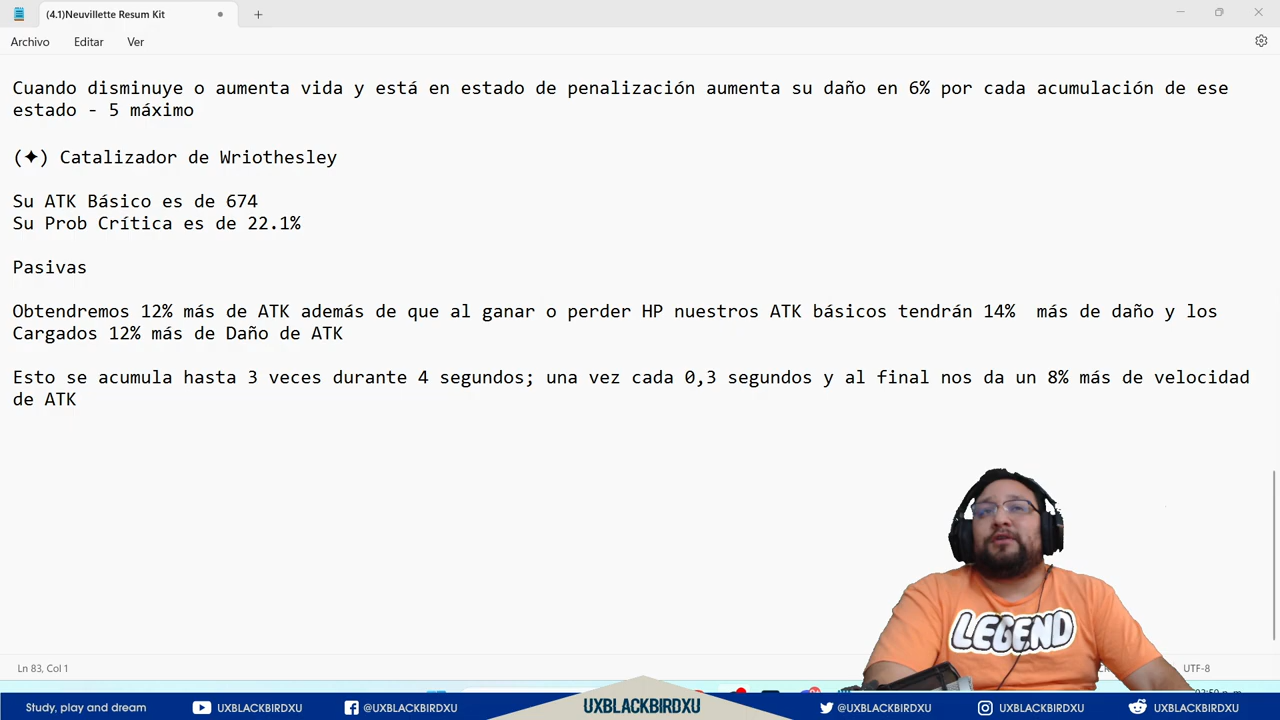 (4.1)Neuvillette Resum Kit
Archivo Editar Ver
Cuando disminuye o aumenta vida y está en estado de penalización aumenta su daño en 6% por cada acumulación de ese
estado - 5 máximo
(✦) Catalizador de Wriothesley
Su ATK Básico es de 674
Su Prob Crítica es de 22.1%
Pasivas
Obtendremos 12% más de ATK además de que al ganar o perder HP nuestros ATK básicos tendrán 14%  más de daño y los
Cargados 12% más de Daño de ATK
Esto se acumula hasta 3 veces durante 4 segundos; una vez cada 0,3 segundos y al final nos da un 8% más de velocidad
de ATK
LEGEND
Ln 83, Col 1
UTF-8
Study, play and dream UXBLACKBIRDXU @UXBLACKBIRDXU UXBLACKBIRDXU @UXBLACKBIRDXU UXBLACKBIRDXU UXBLACKBIRDXU